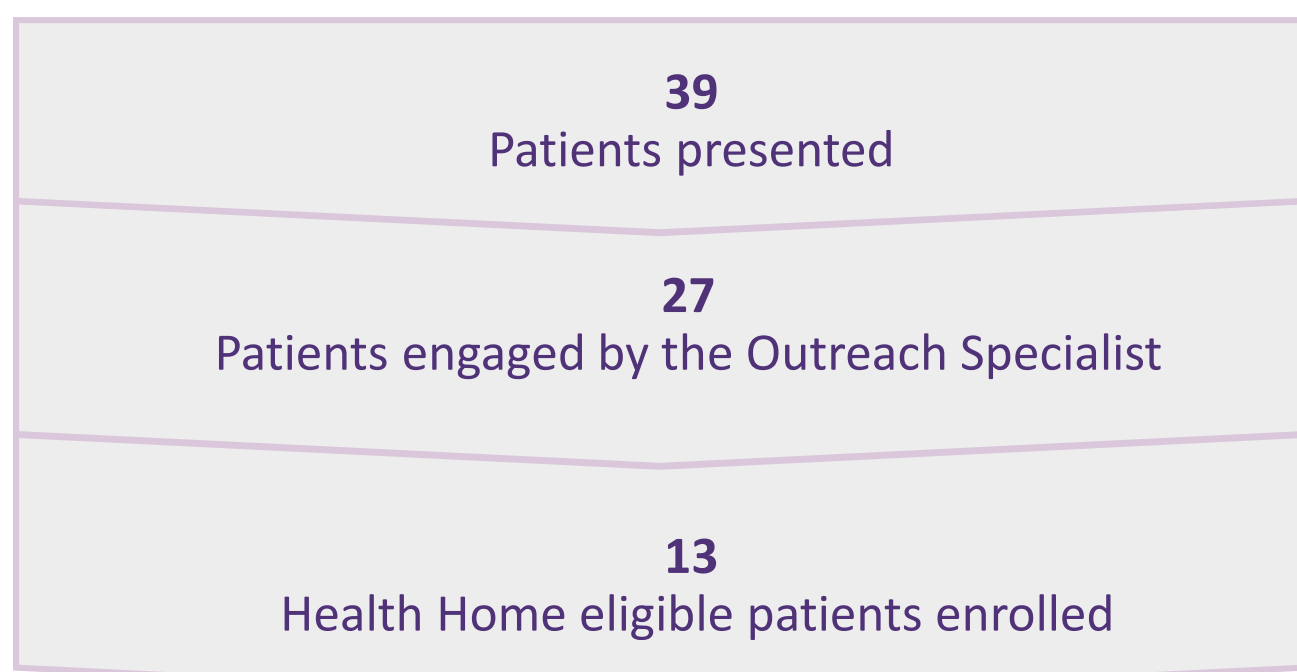 39
Patients presented
27
Patients engaged by the Outreach Specialist
13
Health Home eligible patients enrolled